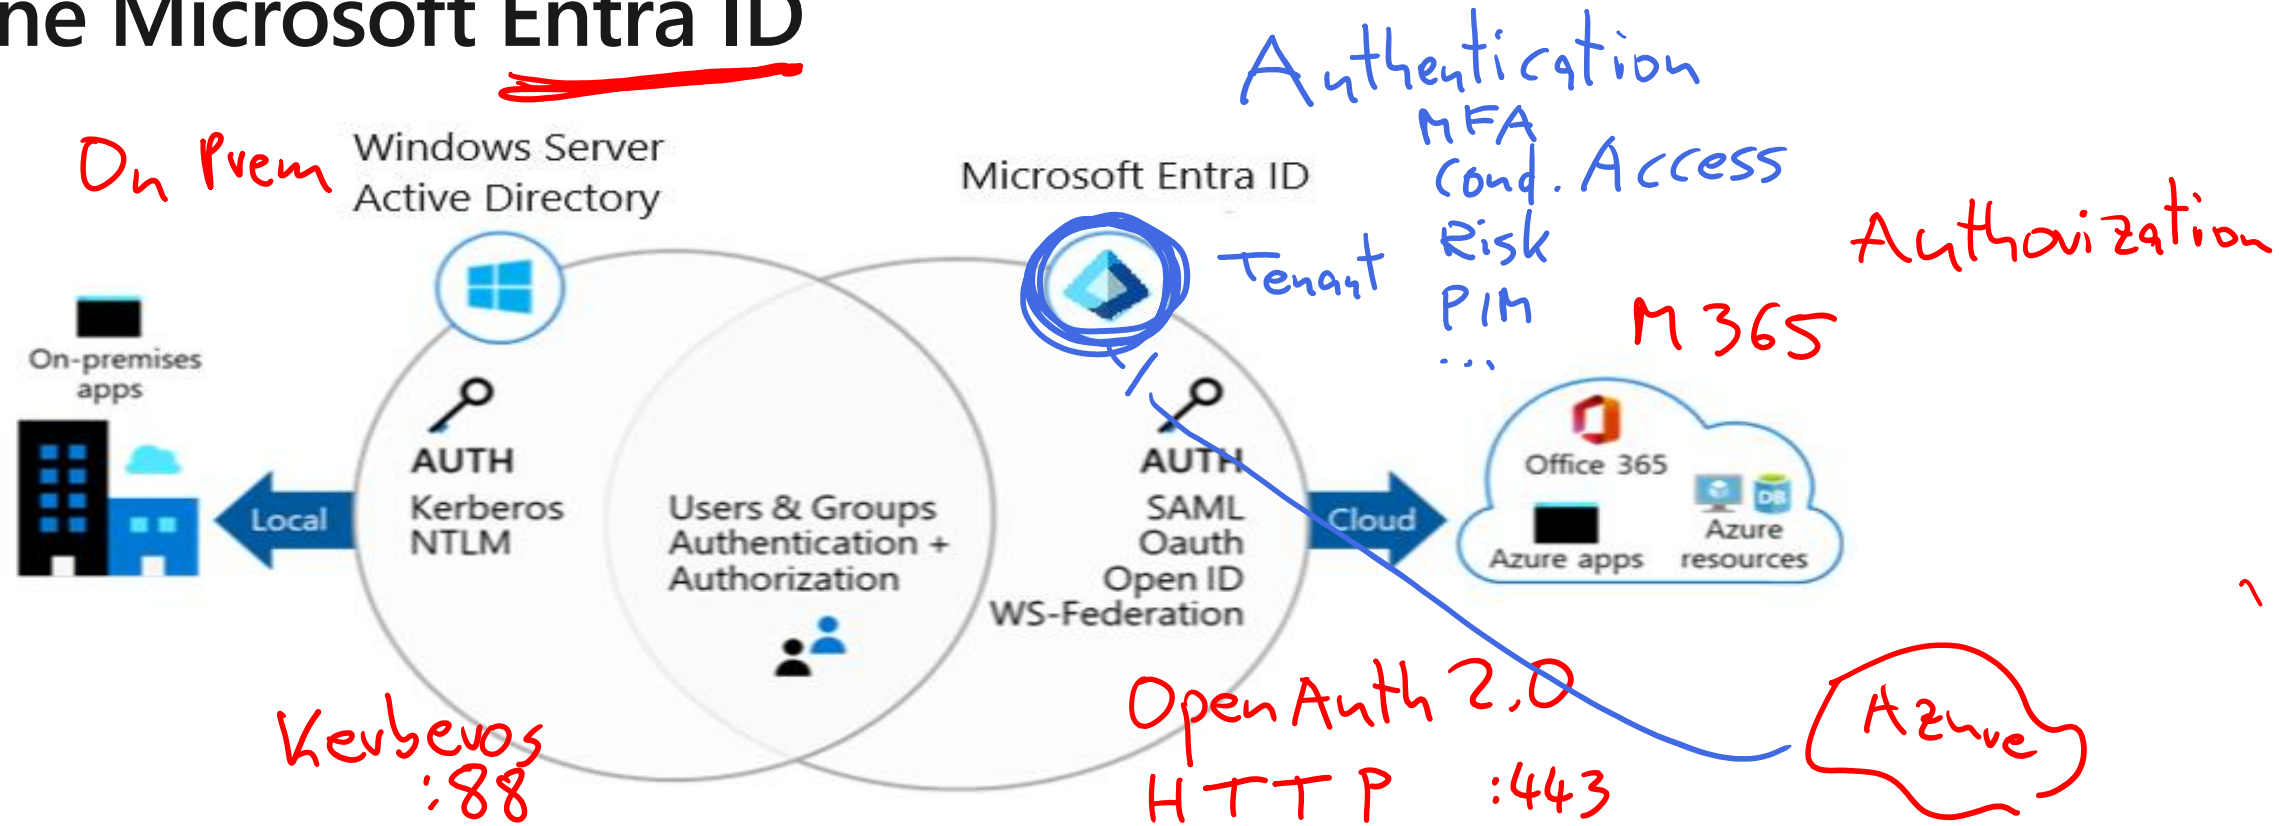 ne Microsoft Entra ID
Authentication
MFA
Cond. Access
Risk
PIM
...
On Prem
Windows Server
Active Directory
Microsoft Entra ID
Tenant
Authorization
M365
On-premises
apps
Local
AUTH
Kerberos
NTLM
Users & Groups
Authentication +
Authorization
AUTH
SAML
Oauth
Open ID
WS-Federation
Cloud
Office 365
DB
Azure apps
Azure
resources
Kerberos
:88
OpenAuth 2.0
HTTP :443
Azure